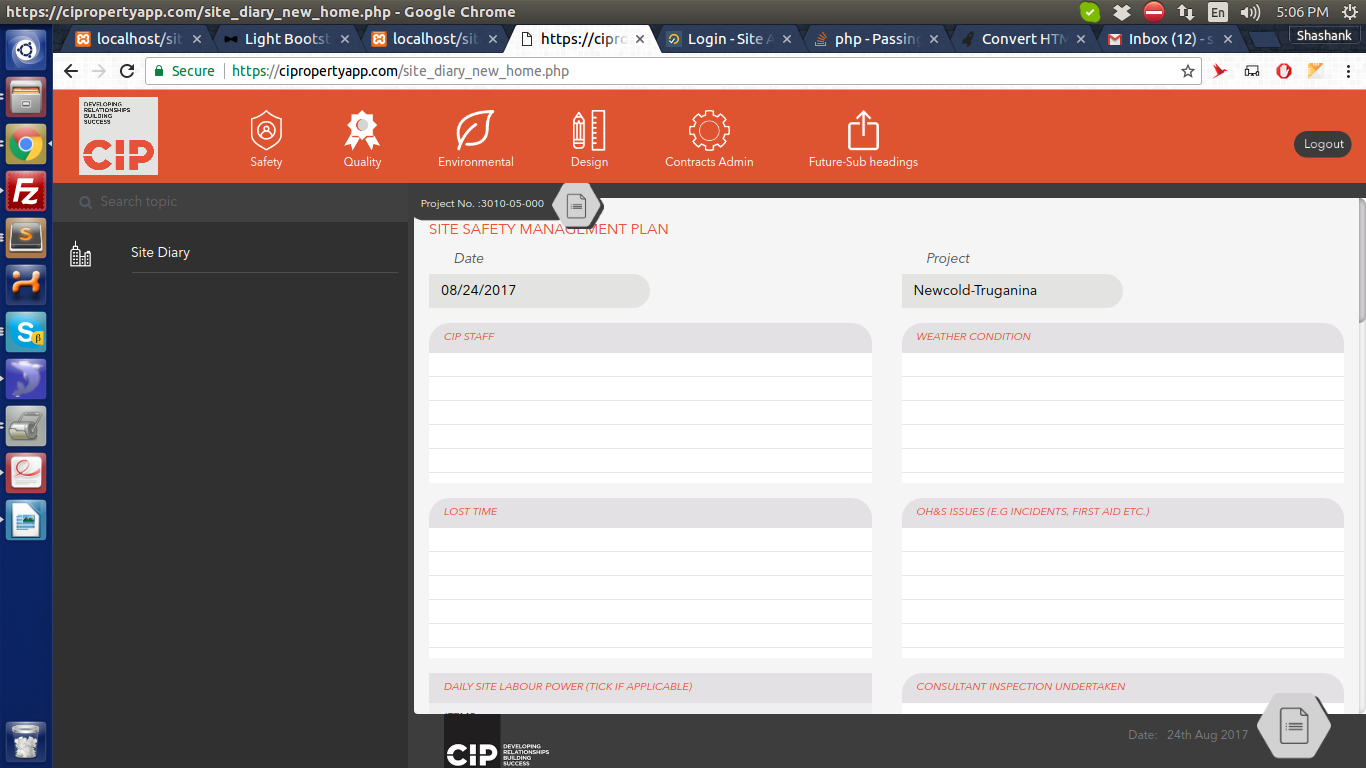 https://cipropertyapp.com/site_diary_new_home.php - Google Chrome
En
5:06 PM
localhost/sit
Light Bootst
localhost/sit
https://cipro
Login - Site A
php - Passing
Convert HTM
Inbox (12) - s
Shashank
Secure
https://cipropertyapp.com/site_diary_new_home.php
DEVELOPING
RELATIONSHIPS
BUILDING
SUCCESS
CIP
Safety
Quality
Environmental
Design
Contracts Admin
Future-Sub headings
Logout
Search topic
Project No. :3010-05-000
Site Diary
SITE SAFETY MANAGEMENT PLAN
Date
Project
08/24/2017
Newcold-Truganina
CIP STAFF
WEATHER CONDITION
LOST TIME
OH&S ISSUES (E.G INCIDENTS, FIRST AID ETC.)
DAILY SITE LABOUR POWER (TICK IF APPLICABLE)
CONSULTANT INSPECTION UNDERTAKEN
CIP
DEVELOPING
RELATIONSHIPS
BUILDING
SUCCESS
Date: 24th Aug 2017